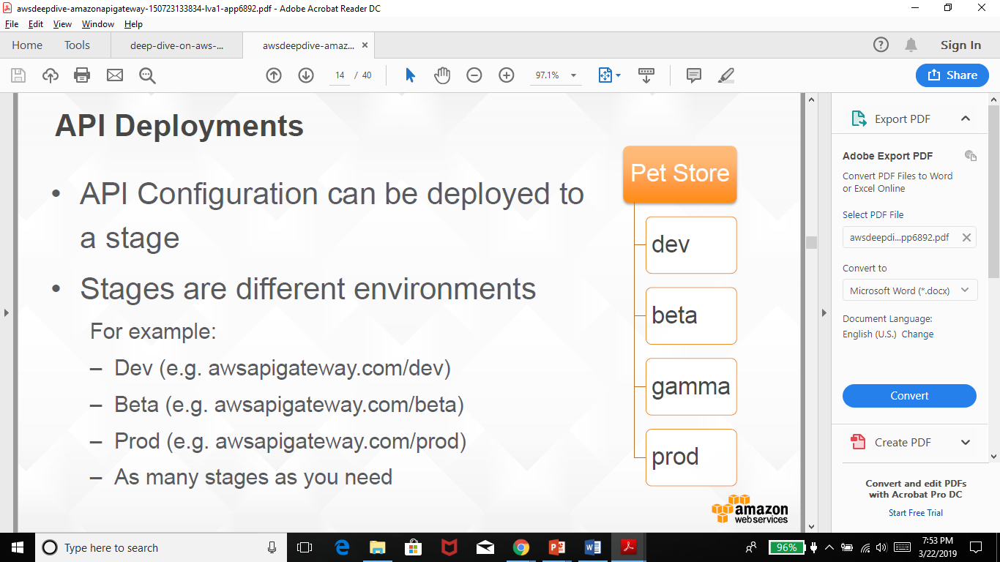 awsdeepdive-amazonapigateway-150723133834-lva1-app6892.pdf - Adobe Acrobat Reader DC
File Edit View Window Help
Home Tools deep-dive-on-aws-... awsdeepdive-amaz... × Sign In
14 / 40 97.1% Share
API Deployments
• API Configuration can be deployed to
a stage
• Stages are different environments
For example:
– Dev (e.g. awsapigateway.com/dev)
– Beta (e.g. awsapigateway.com/beta)
– Prod (e.g. awsapigateway.com/prod)
– As many stages as you need
Pet Store
dev
beta
gamma
prod
amazon
web services
Export PDF
Adobe Export PDF
Convert PDF Files to Word
or Excel Online
Select PDF File
awsdeepdi...pp6892.pdf
Convert to
Microsoft Word (*.docx)
Document Language:
English (U.S.) Change
Convert
Create PDF
Convert and edit PDFs
with Acrobat Pro DC
Start Free Trial
Type here to search
96%
7:53 PM
3/22/2019